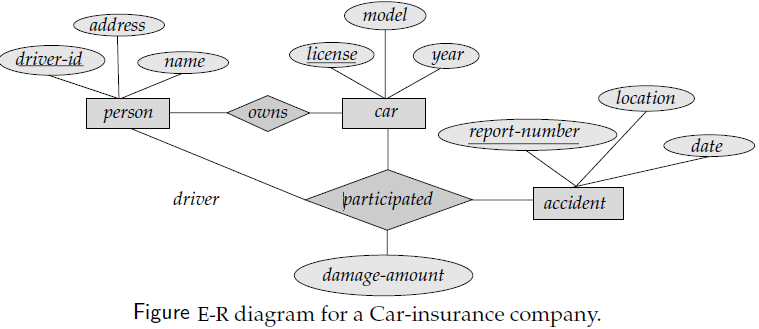 model
address
driver-id
name
license
year
person
owns
car
location
report-number
date
driver
participated
accident
damage-amount
Figure E-R diagram for a Car-insurance company.